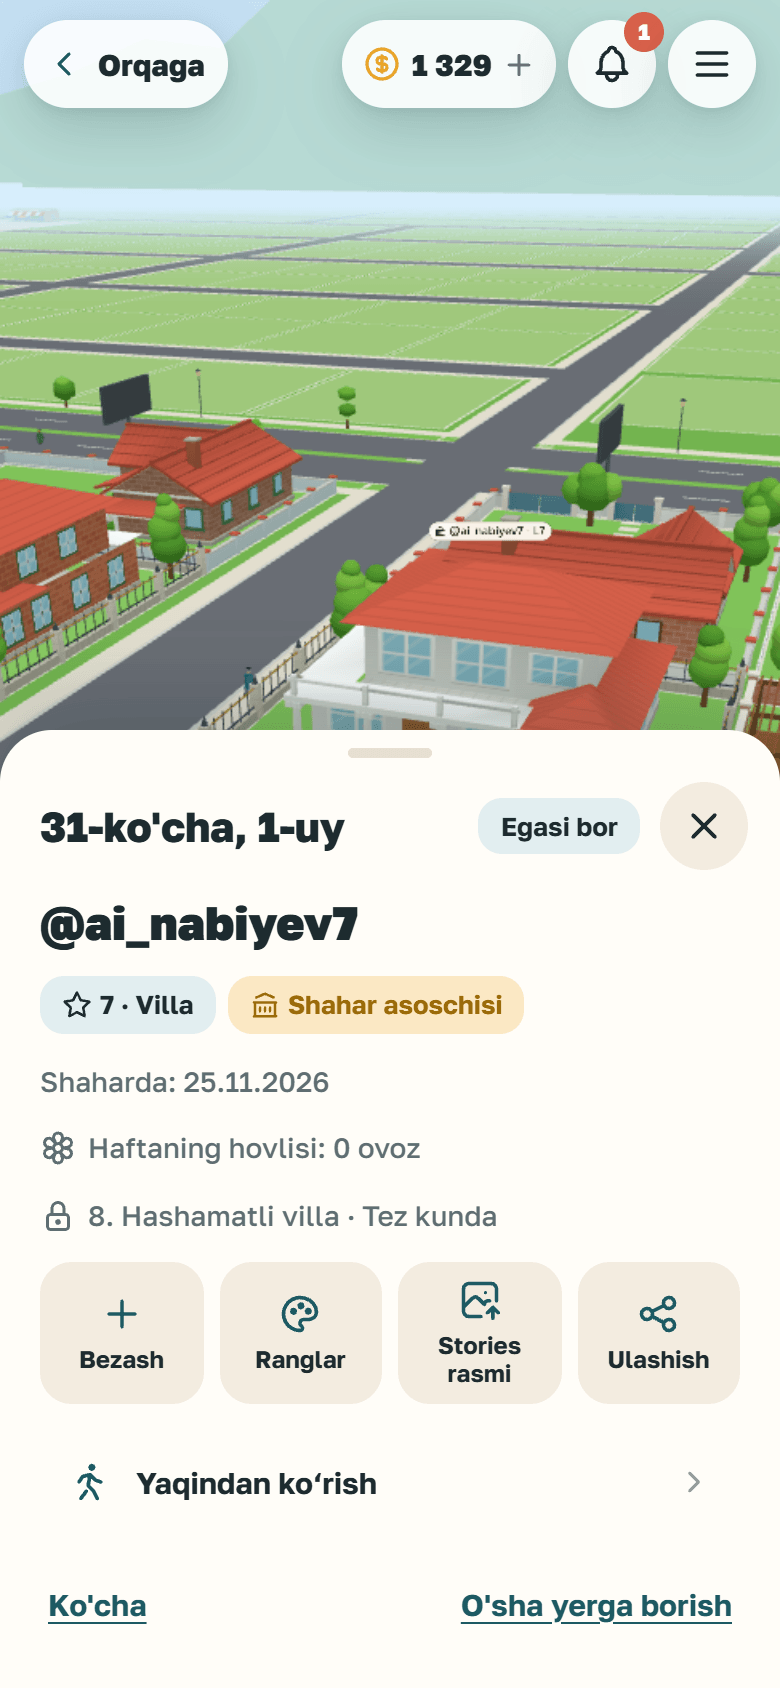 Orqaga
1 329
1
@ai_nabiyev7 · L7
31-ko'cha, 1-uy
Egasi bor
@ai_nabiyev7
7 · Villa
Shahar asoschisi
Shaharda: 25.11.2026
Haftaning hovlisi: 0 ovoz
8. Hashamatli villa · Tez kunda
Bezash
Ranglar
Stories
rasmi
Ulashish
Yaqindan ko‘rish
Ko'cha
O'sha yerga borish